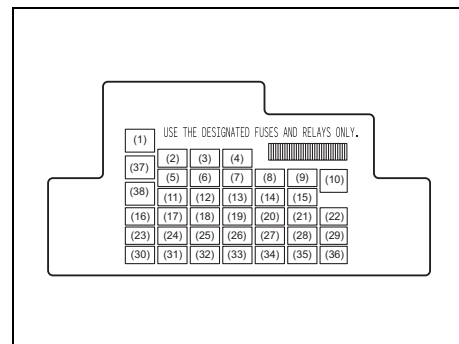 (1) USE THE DESIGNATED FUSES AND RELAYS ONLY.
(2) (3) (4)
(37)
(5) (6) (7) (8) (9) (10)
(38)
(11) (12) (13) (14) (15)
(16) (17) (18) (19) (20) (21) (22)
(23) (24) (25) (26) (27) (28) (29)
(30) (31) (32) (33) (34) (35) (36)